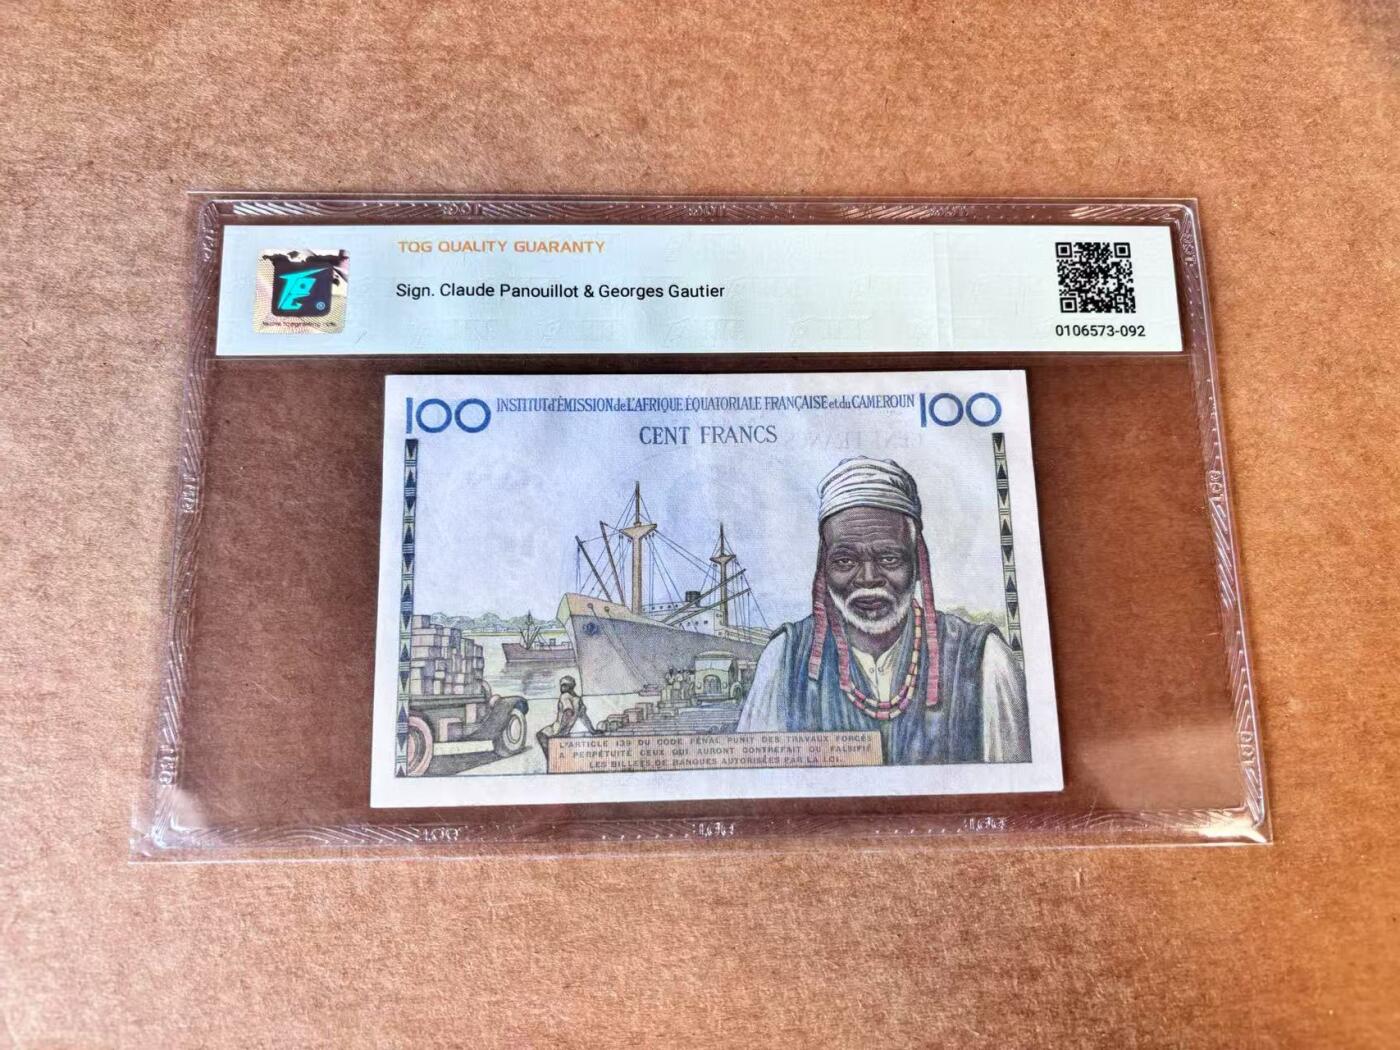 TQG QUALITY GUARANTY
Sign. Claude Panouillot & Georges Gautier
0106573-092
100 INSTITUT d'ÉMISSION de L'AFRIQUE ÉQUATORIALE FRANÇAISE et du CAMEROUN 100
CENT FRANCS
L'ARTICLE 139 DU CODE PÉNAL PUNIT DES TRAVAUX FORCÉS
A PERPÉTUITÉ CEUX QUI AURONT CONTREFAIT OU FALSIFIÉ
LES BILLETS DE BANQUES AUTORISÉES PAR LA LOI.